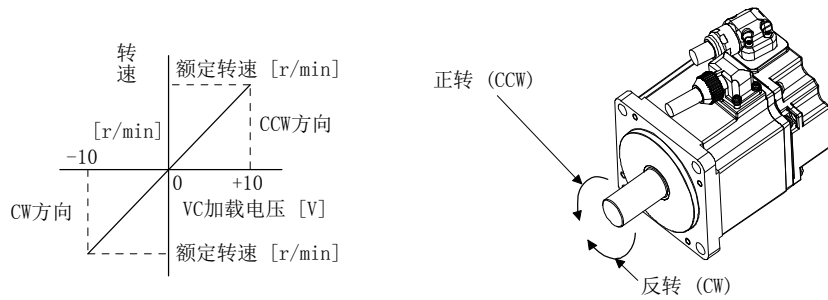 转速
额定转速 [r/min]
[r/min]
CCW方向
-10
0
+10
CW方向
VC加载电压 [V]
额定转速 [r/min]
正转 (CCW)
反转 (CW)